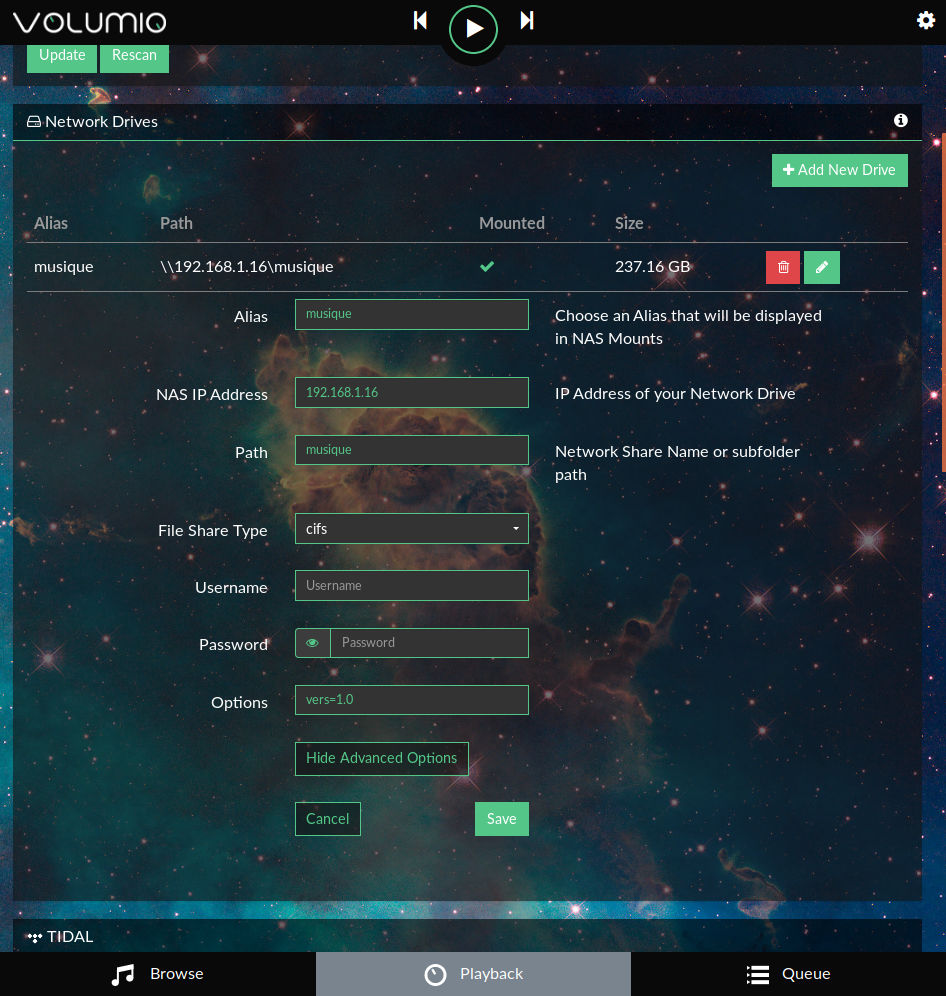 VOLUMIO
Update Rescan
Network Drives
Add New Drive
Alias Path Mounted Size
musique \\192.168.1.16\musique 237.16 GB
Alias musique Choose an Alias that will be displayed
in NAS Mounts
NAS IP Address 192.168.1.16 IP Address of your Network Drive
Path musique Network Share Name or subfolder
path
File Share Type cifs
Username Username
Password Password
Options vers=1.0
Hide Advanced Options
Cancel Save
TIDAL
Browse Playback Queue